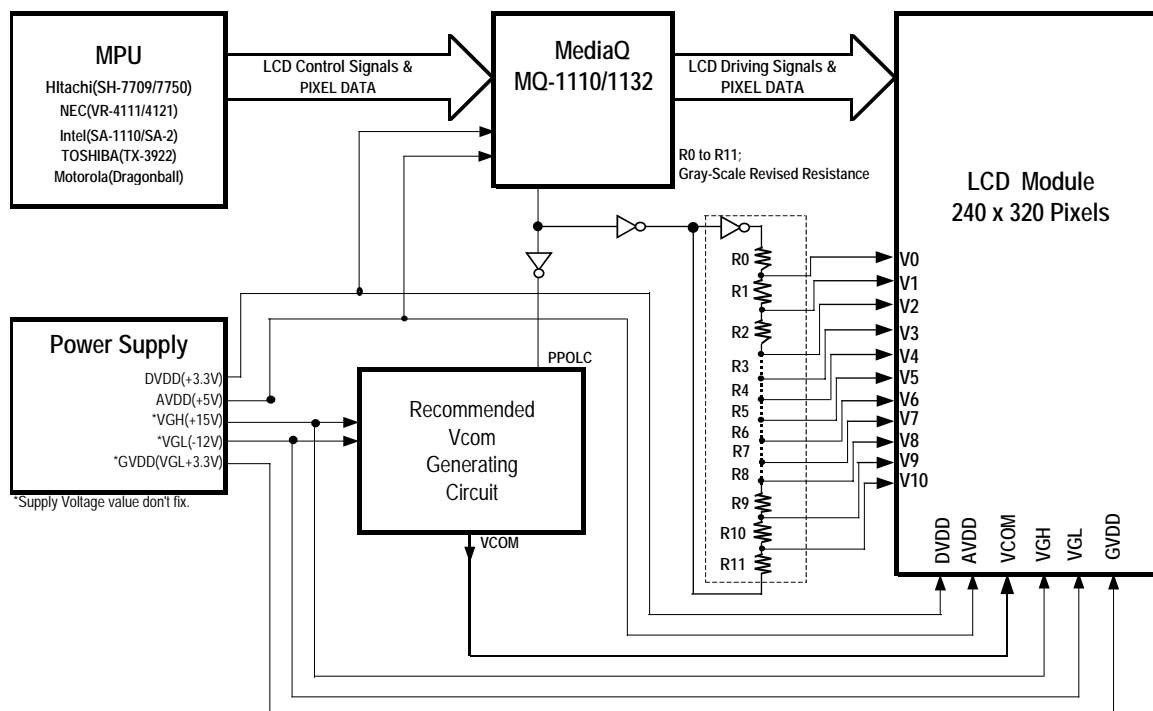 MPU
HItachi(SH-7709/7750)
NEC(VR-4111/4121)
Intel(SA-1110/SA-2)
TOSHIBA(TX-3922)
Motorola(Dragonball)
LCD Control Signals &
PIXEL DATA
MediaQ
MQ-1110/1132
LCD Driving Signals &
PIXEL DATA
R0 to R11;
Gray-Scale Revised Resistance
LCD Module
240 x 320 Pixels
R0
R1
R2
R3
R4
R5
R6
R7
R8
R9
R10
R11
V0
V1
V2
V3
V4
V5
V6
V7
V8
V9
V10
Power Supply
DVDD(+3.3V)
AVDD(+5V)
*VGH(+15V)
*VGL(-12V)
*GVDD(VGL+3.3V)
*Supply Voltage value don't fix.
PPOLC
Recommended
Vcom
Generating
Circuit
VCOM
DVDD
AVDD
VCOM
VGH
VGL
GVDD